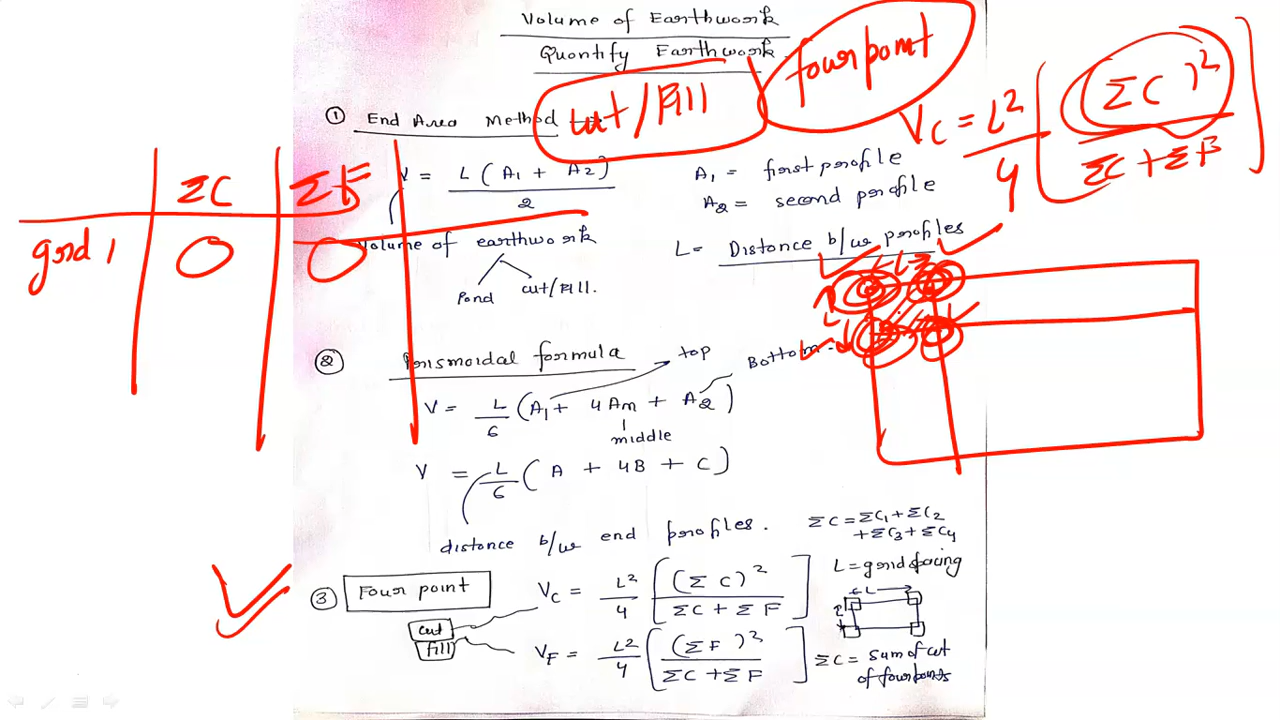 Volume of Earthwork
Quantify Earthwork
cut/Fill
four point
① End Area Method →
V = L (A1 + A2) / 2
A1 = first profile
A2 = second profile
L = Distance b/w profiles
Volume of earthwork
Pond cut/Fill.
VC = L² / 4 [ (ΣC)² / ΣC + ΣF ]
ΣC ΣF
grid 1 0 0
L
L
② Prismoidal formula
top
Bottom.
V = L/6 (A1 + 4Am + A2)
middle
V = L/6 (A + 4B + C)
distance b/w end profiles.
③ Four point
cut
fill
VC = L²/4 [ (ΣC)² / ΣC + ΣF ]
VF = L²/4 [ (ΣF)² / ΣC + ΣF ]
ΣC = ΣC1 + ΣC2
+ ΣC3 + ΣC4
L = grid spacing
L
ΣC = Sum of cut
of four points